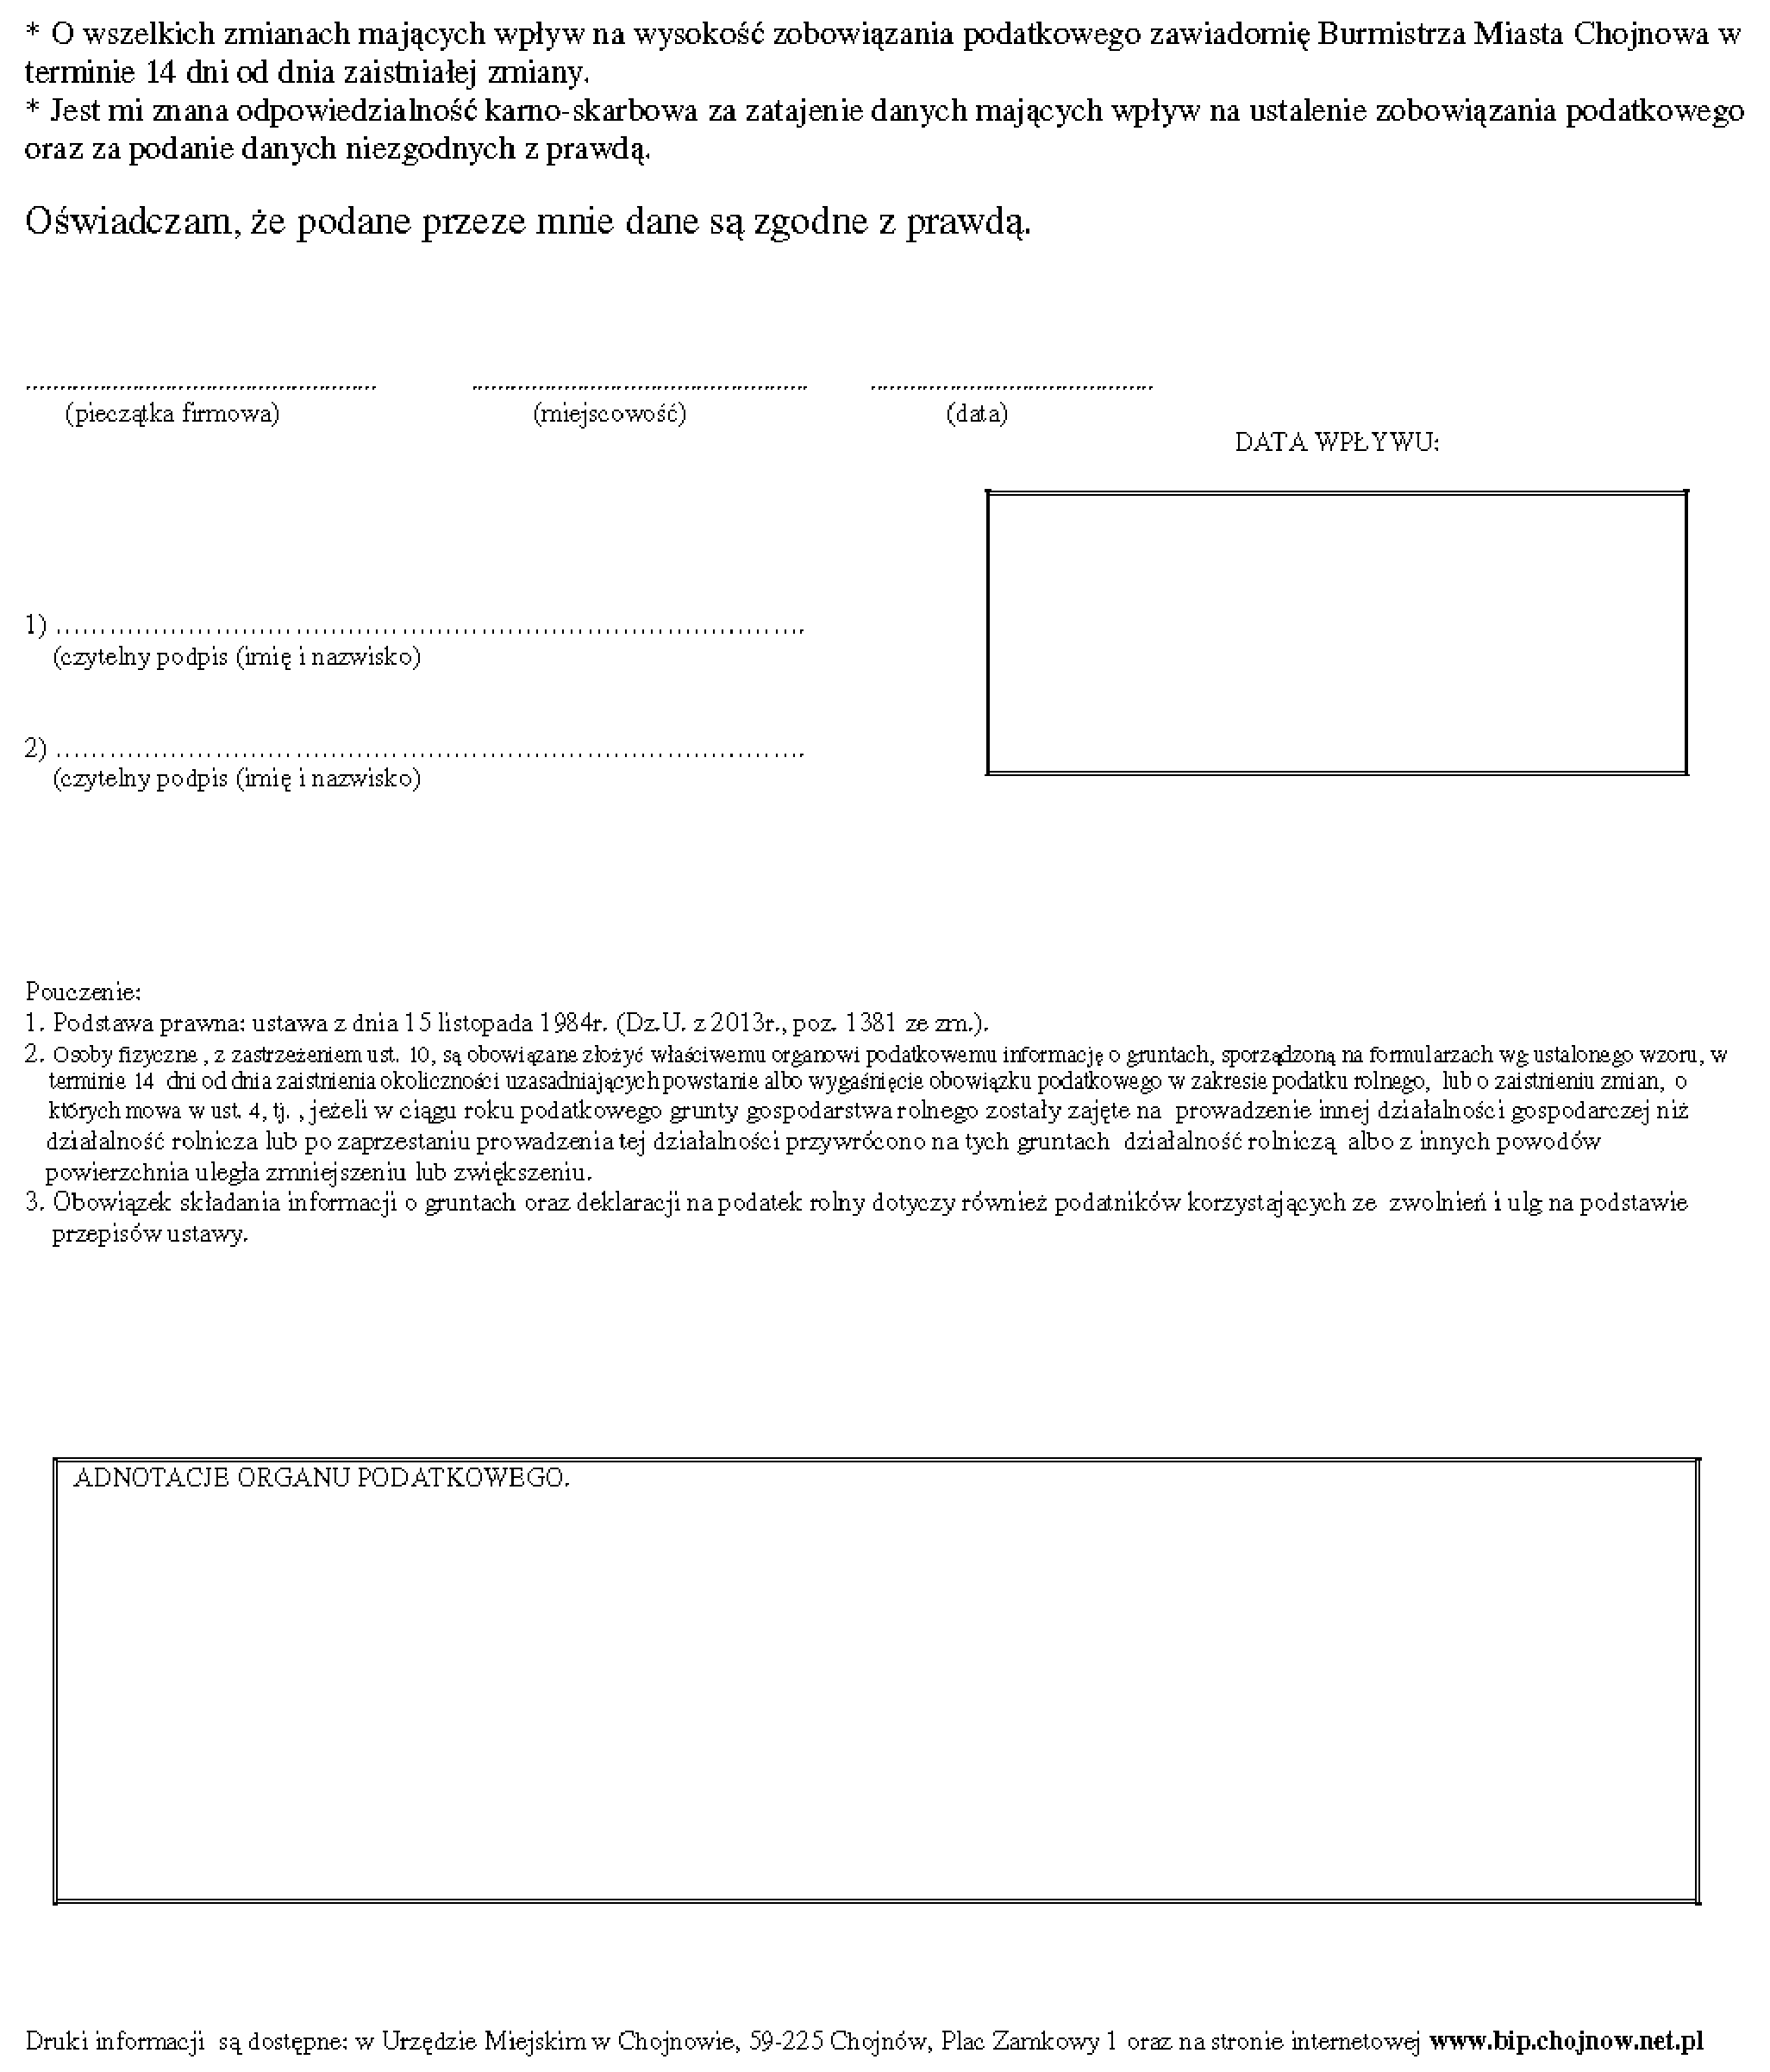 * O wszelkich zmianach mających wpływ na wysokość zobowiązania podatkowego zawiadomię Burmistrza Miasta Chojnowa w
terminie 14 dni od dnia zaistniałej zmiany.
* Jest mi znana odpowiedzialność karno-skarbowa za zatajenie danych mających wpływ na ustalenie zobowiązania podatkowego
oraz za podanie danych niezgodnych z prawdą.
Oświadczam, że podane przeze mnie dane są zgodne z prawdą.
(pieczątka firmowa) (miejscowość) (data)
DATA WPŁYWU:
1) ....................................................................................
(czytelny podpis (imię i nazwisko)
2) ....................................................................................
(czytelny podpis (imię i nazwisko)
Pouczenie:
1. Podstawa prawna: ustawa z dnia 15 listopada 1984r. (Dz.U. z 2013r., poz. 1381 ze zm.).
2. Osoby fizyczne , z zastrzeżeniem ust. 10, są obowiązane złożyć właściwemu organowi podatkowemu informację o gruntach, sporządzoną na formularzach wg ustalonego wzoru, w
terminie 14 dni od dnia zaistnienia okoliczności uzasadniających powstanie albo wygaśnięcie obowiązku podatkowego w zakresie podatku rolnego, lub o zaistnieniu zmian, o
których mowa w ust. 4, tj. , jeżeli w ciągu roku podatkowego grunty gospodarstwa rolnego zostały zajęte na prowadzenie innej działalności gospodarczej niż
działalność rolnicza lub po zaprzestaniu prowadzenia tej działalności przywrócono na tych gruntach działalność rolniczą albo z innych powodów
powierzchnia uległa zmniejszeniu lub zwiększeniu.
3. Obowiązek składania informacji o gruntach oraz deklaracji na podatek rolny dotyczy również podatników korzystających ze zwolnień i ulg na podstawie
przepisów ustawy.
ADNOTACJE ORGANU PODATKOWEGO.
Druki informacji są dostępne: w Urzędzie Miejskim w Chojnowie, 59-225 Chojnów, Plac Zamkowy 1 oraz na stronie internetowej www.bip.chojnow.net.pl